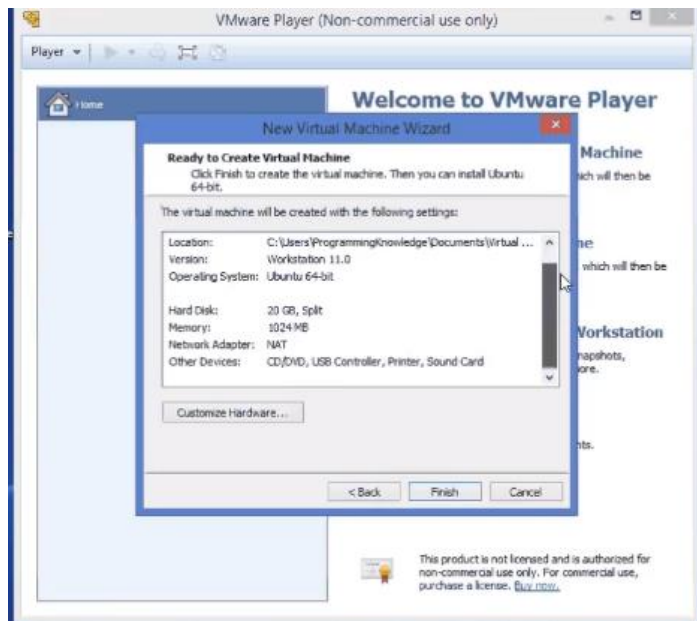 VMware Player (Non-commercial use only)
Player
Home
Welcome to VMware Player
New Virtual Machine Wizard
Machine
Ready to Create Virtual Machine
Click Finish to create the virtual machine. Then you can install Ubuntu
64-bit.
which will then be
The virtual machine will be created with the following settings:
Location: C:\Users\ProgrammingKnowledge\Documents\Virtual ...
Version: Workstation 11.0
Operating System: Ubuntu 64-bit
ne
which will then be
Hard Disk: 20 GB, Split
Memory: 1024 MB
Network Adapter: NAT
Other Devices: CD/DVD, USB Controller, Printer, Sound Card
Workstation
napshots,
ore.
Customize Hardware...
nts.
< Back
Finish
Cancel
This product is not licensed and is authorized for
non-commercial use only. For commercial use,
purchase a license. Buy now.